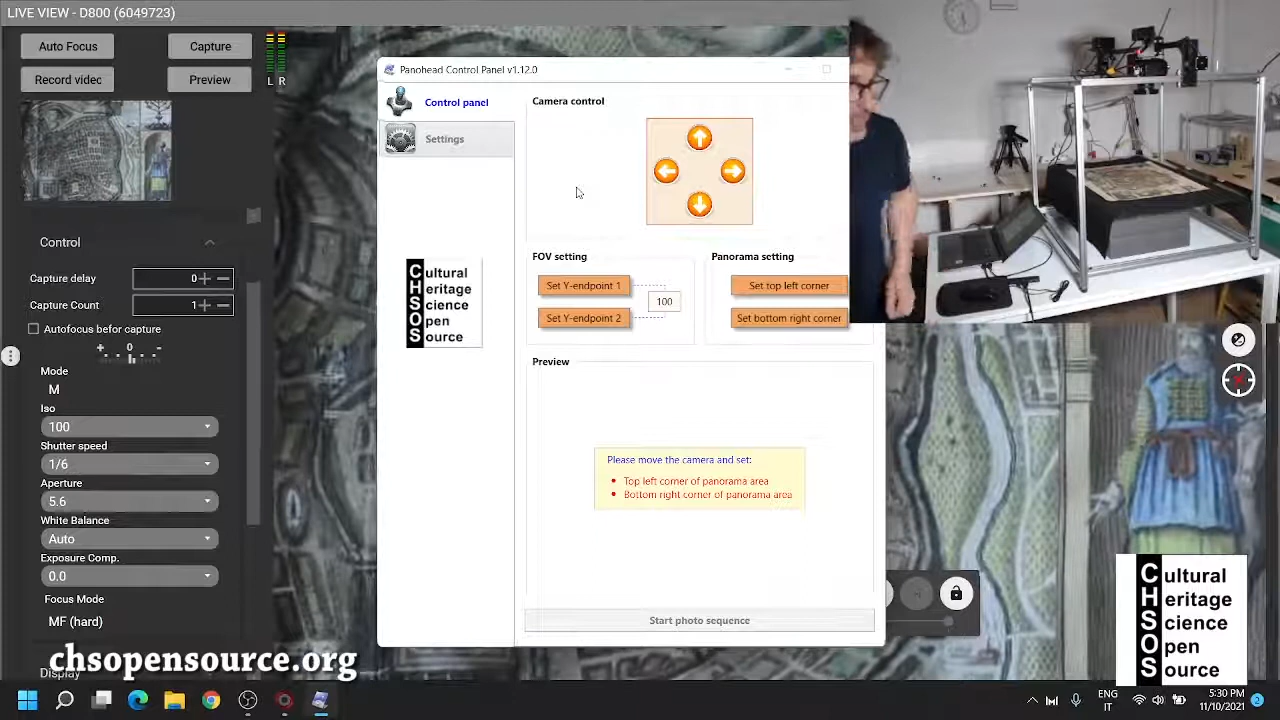 LIVE VIEW - D800 (6049723)
Auto Focus
Capture
Record video
Preview
L R
Control
Capture delay
0
Capture Count
1
Autofocus befor capture
0
Mode
M
Iso
100
Shutter speed
1/6
Aperture
5.6
White Balance
Auto
Exposure Comp.
0.0
Focus Mode
MF (hard)
Display
Panohead Control Panel v1.12.0
Control panel
Settings
Cultural
Heritage
Science
Open
Source
Camera control
FOV setting
Set Y-endpoint 1
100
Set Y-endpoint 2
Panorama setting
Set top left corner
Set bottom right corner
Preview
Please move the camera and set:
• Top left corner of panorama area
• Bottom right corner of panorama area
Start photo sequence
Cultural
Heritage
Science
Open
Source
chsopensource.org
ENG
IT
5:30 PM
11/10/2021
2